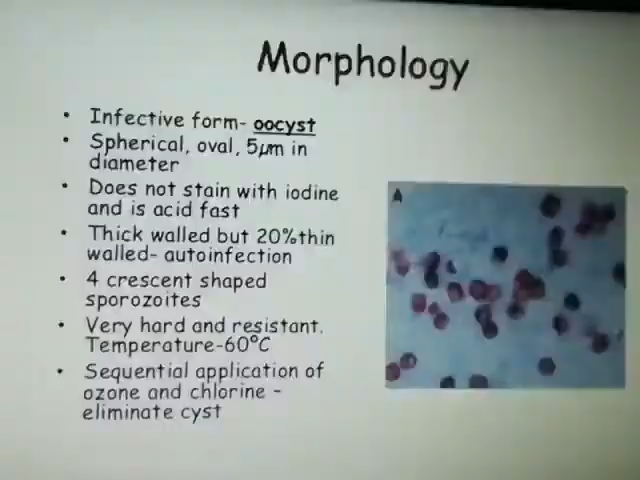 Morphology
• Infective form- oocyst
• Spherical, oval, 5μm in
diameter
• Does not stain with iodine
and is acid fast
• Thick walled but 20%thin
walled- autoinfection
• 4 crescent shaped
sporozoites
• Very hard and resistant.
Temperature-60°C
• Sequential application of
ozone and chlorine -
eliminate cyst
A